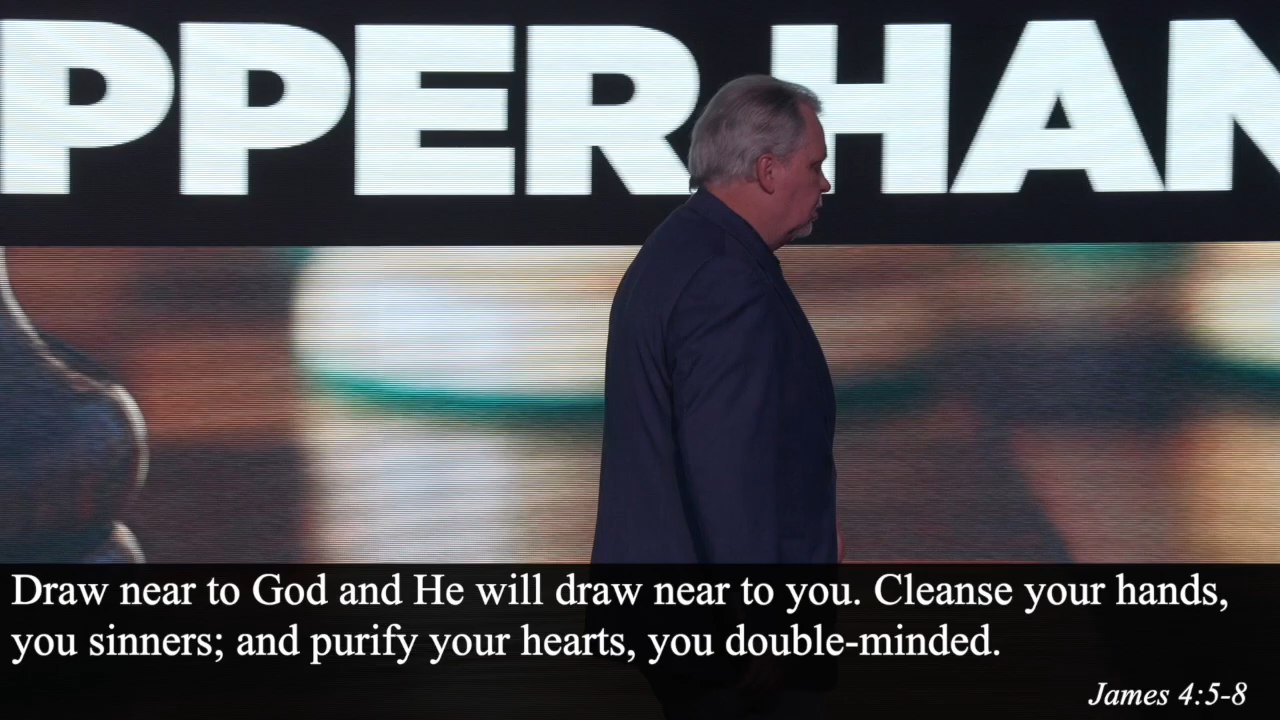 PPER HAN
Draw near to God and He will draw near to you. Cleanse your hands,
you sinners; and purify your hearts, you double-minded.
James 4:5-8